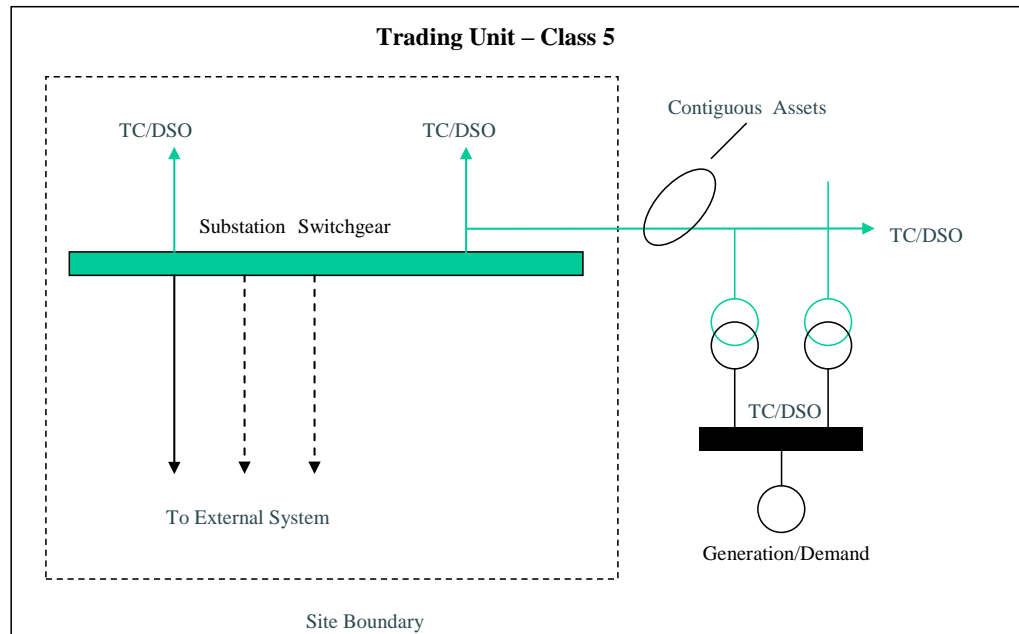 Trading Unit – Class 5
Contiguous Assets
TC/DSO
TC/DSO
Substation Switchgear
TC/DSO
TC/DSO
To External System
Generation/Demand
Site Boundary